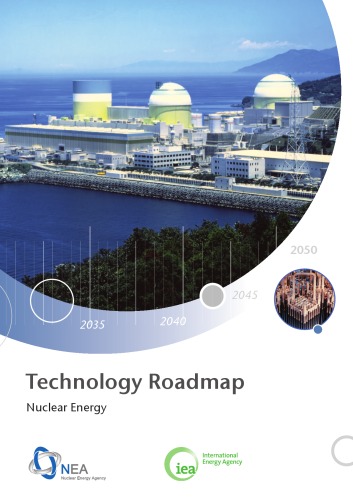 2050
2045
2040
2035
Technology Roadmap
Nuclear Energy
NEA
Nuclear Energy Agency
iea
International
Energy Agency